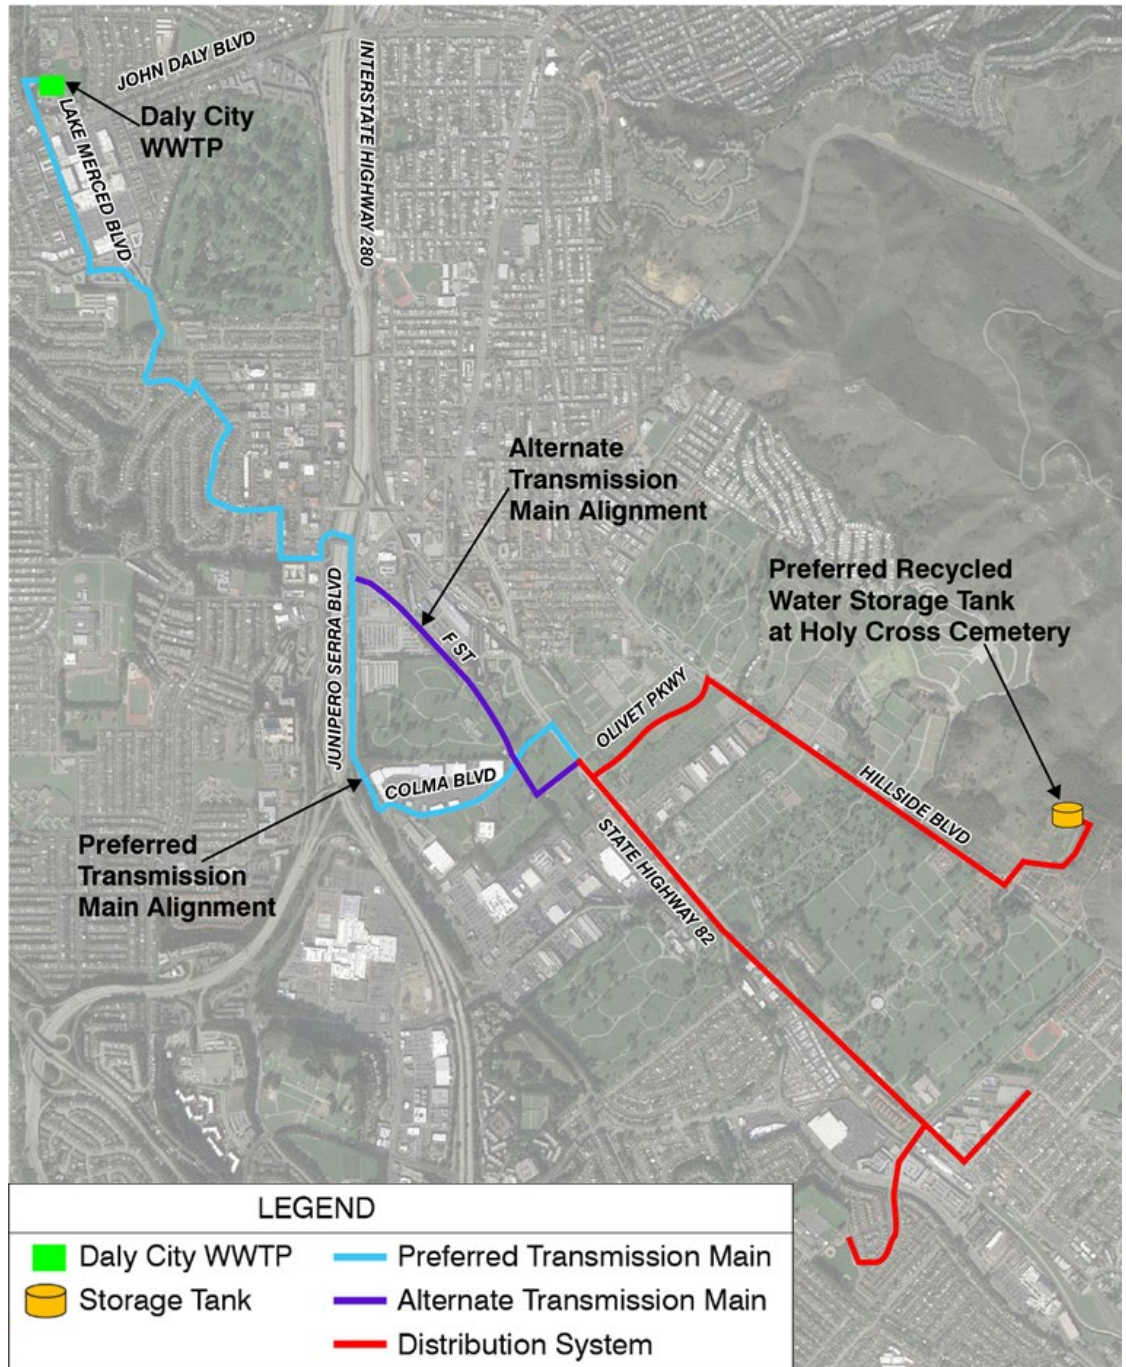 JOHN DALY BLVD
INTERSTATE HIGHWAY 280
Daly City
WWTP
LAKE MERCED BLVD
Alternate
Transmission
Main Alignment
Preferred Recycled
Water Storage Tank
at Holy Cross Cemetery
JUNIPERO SERRA BLVD
F ST
OLIVET PKWY
COLMA BLVD
HILLSIDE BLVD
STATE HIGHWAY 82
Preferred
Transmission
Main Alignment
LEGEND
Daly City WWTP
Preferred Transmission Main
Storage Tank
Alternate Transmission Main
Distribution System